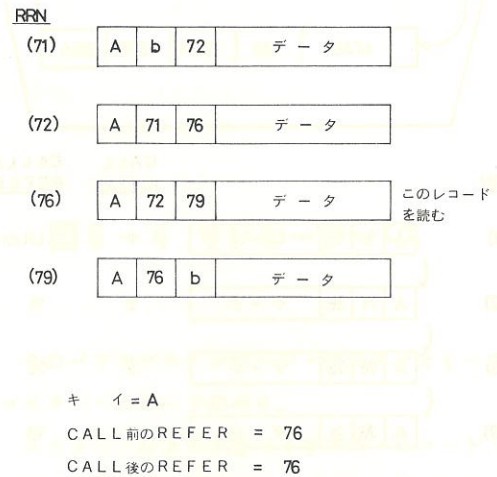 RRN
(71) A b 72 データ
(72) A 71 76 データ
(76) A 72 79 データ このレコード
を読む
(79) A 76 b データ
キイ = A
CALL前のREFER = 76
CALL後のREFER = 76